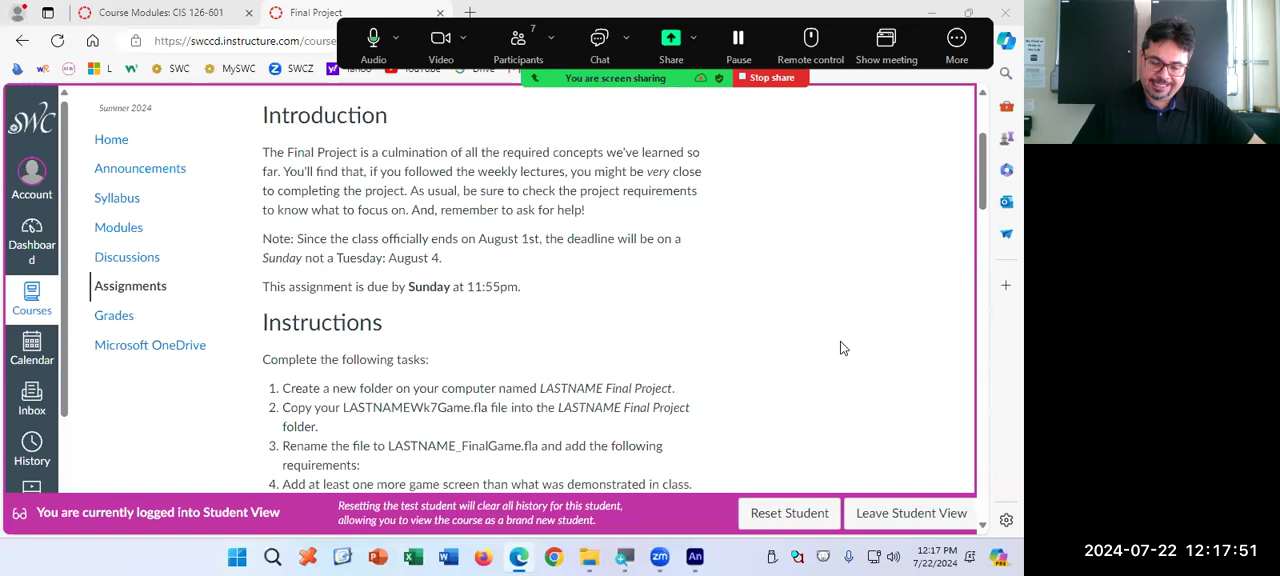 Course Modules: CIS 126-601
Final Project
https://swccd.instructure.com/course
SWC
MySWC
SWCZ
Audio
Video
7
Participants
Chat
Share
Pause
Remote control
Show meeting
More
You are screen sharing
Stop share
SWC
Account
Dashboar
d
Courses
Calendar
Inbox
History
Summer 2024
Home
Announcements
Syllabus
Modules
Discussions
Assignments
Grades
Microsoft OneDrive
Introduction
The Final Project is a culmination of all the required concepts we've learned so
far. You'll find that, if you followed the weekly lectures, you might be very close
to completing the project. As usual, be sure to check the project requirements
to know what to focus on. And, remember to ask for help!
Note: Since the class officially ends on August 1st, the deadline will be on a
Sunday not a Tuesday: August 4.
This assignment is due by Sunday at 11:55pm.
Instructions
Complete the following tasks:
1. Create a new folder on your computer named LASTNAME Final Project.
2. Copy your LASTNAMEWk7Game.fla file into the LASTNAME Final Project
folder.
3. Rename the file to LASTNAME_FinalGame.fla and add the following
requirements:
4. Add at least one more game screen than what was demonstrated in class.
You are currently logged into Student View
Resetting the test student will clear all history for this student,
allowing you to view the course as a brand new student.
Reset Student
Leave Student View
zm
An
12:17 PM
7/22/2024
2024-07-22 12:17:51